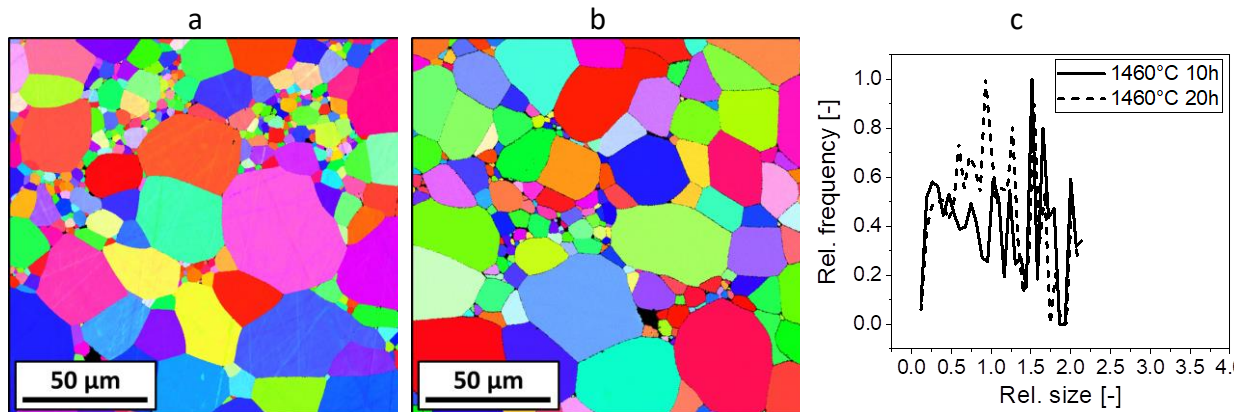 a b c
50 µm
50 µm
1460°C 10h
1460°C 20h
Rel. frequency [-]
1.0
0.8
0.6
0.4
0.2
0.0
0.0 0.5 1.0 1.5 2.0 2.5 3.0 3.5 4.0
Rel. size [-]